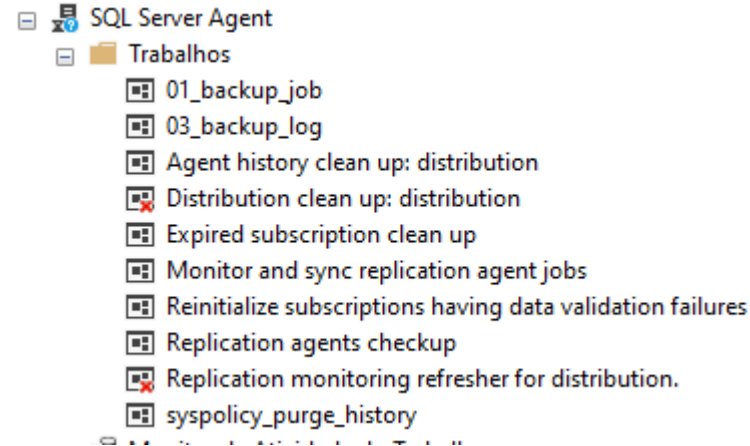 SQL Server Agent
Trabalhos
01_backup_job
03_backup_log
Agent history clean up: distribution
Distribution clean up: distribution
Expired subscription clean up
Monitor and sync replication agent jobs
Reinitialize subscriptions having data validation failures
Replication agents checkup
Replication monitoring refresher for distribution.
syspolicy_purge_history